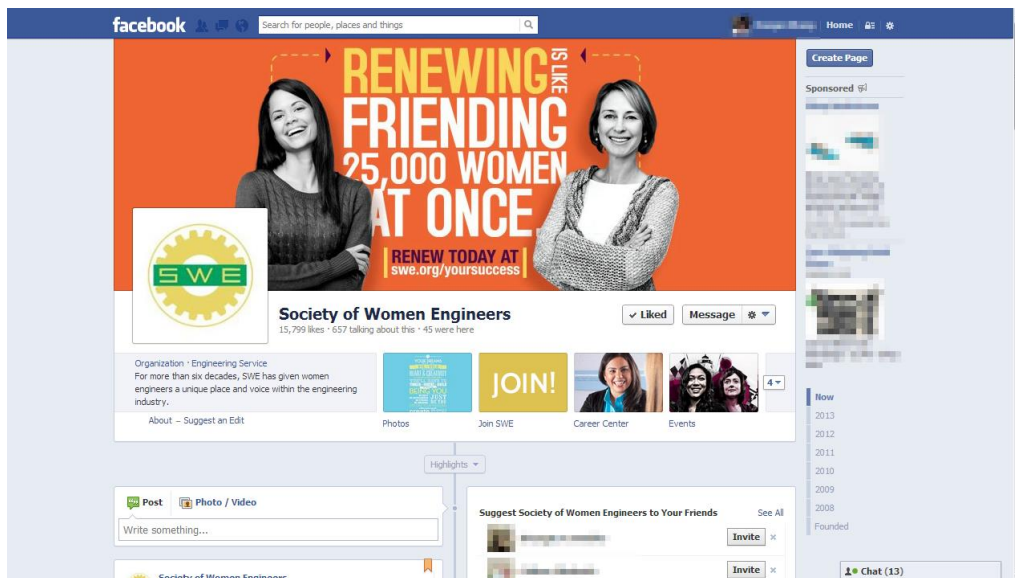 facebook
Search for people, places and things
Home
RENEWING IS LIKE
FRIENDING
25,000 WOMEN
AT ONCE.
RENEW TODAY AT
swe.org/yoursuccess
SWE
Create Page
Sponsored
Society of Women Engineers
15,799 likes · 657 talking about this · 45 were here
Liked
Message
Organization · Engineering Service
For more than six decades, SWE has given women
engineers a unique place and voice within the engineering
industry.
About – Suggest an Edit
JOIN!
4
Photos
Join SWE
Career Center
Events
Now
2013
2012
2011
2010
2009
2008
Founded
Highlights
Post
Photo / Video
Write something...
Suggest Society of Women Engineers to Your Friends
See All
Invite
Invite
Society of Women Engineers
Chat (13)